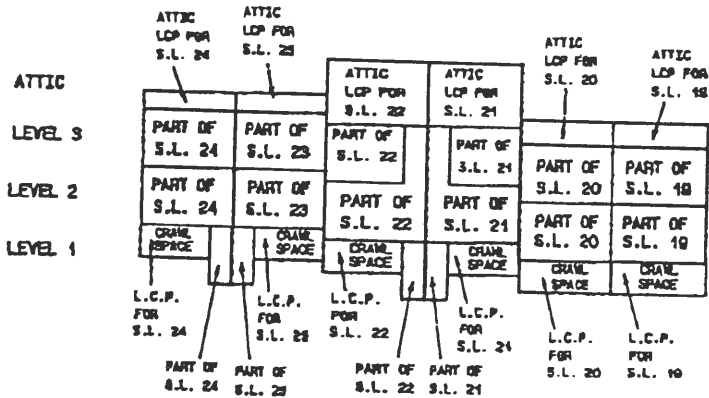 ATTIC
LCP FOR
S.L. 24
ATTIC
LCP FOR
S.L. 23
ATTIC
LCP FOR
S.L. 22
ATTIC
LCP FOR
S.L. 21
ATTIC
LCP FOR
S.L. 20
ATTIC
LCP FOR
S.L. 19
ATTIC
LEVEL 3
PART OF
S.L. 24
PART OF
S.L. 23
PART OF
S.L. 22
PART OF
S.L. 21
PART OF
S.L. 20
PART OF
S.L. 19
LEVEL 2
PART OF
S.L. 24
PART OF
S.L. 23
PART OF
S.L. 22
PART OF
S.L. 21
PART OF
S.L. 20
PART OF
S.L. 19
LEVEL 1
CRAWL
SPACE
CRAWL
SPACE
CRAWL
SPACE
CRAWL
SPACE
CRAWL
SPACE
CRAWL
SPACE
L.C.P.
FOR
S.L. 24
L.C.P.
FOR
S.L. 23
L.C.P.
FOR
S.L. 22
L.C.P.
FOR
S.L. 21
L.C.P.
FOR
S.L. 20
L.C.P.
FOR
S.L. 19
PART OF
S.L. 24
PART OF
S.L. 23
PART OF
S.L. 22
PART OF
S.L. 21